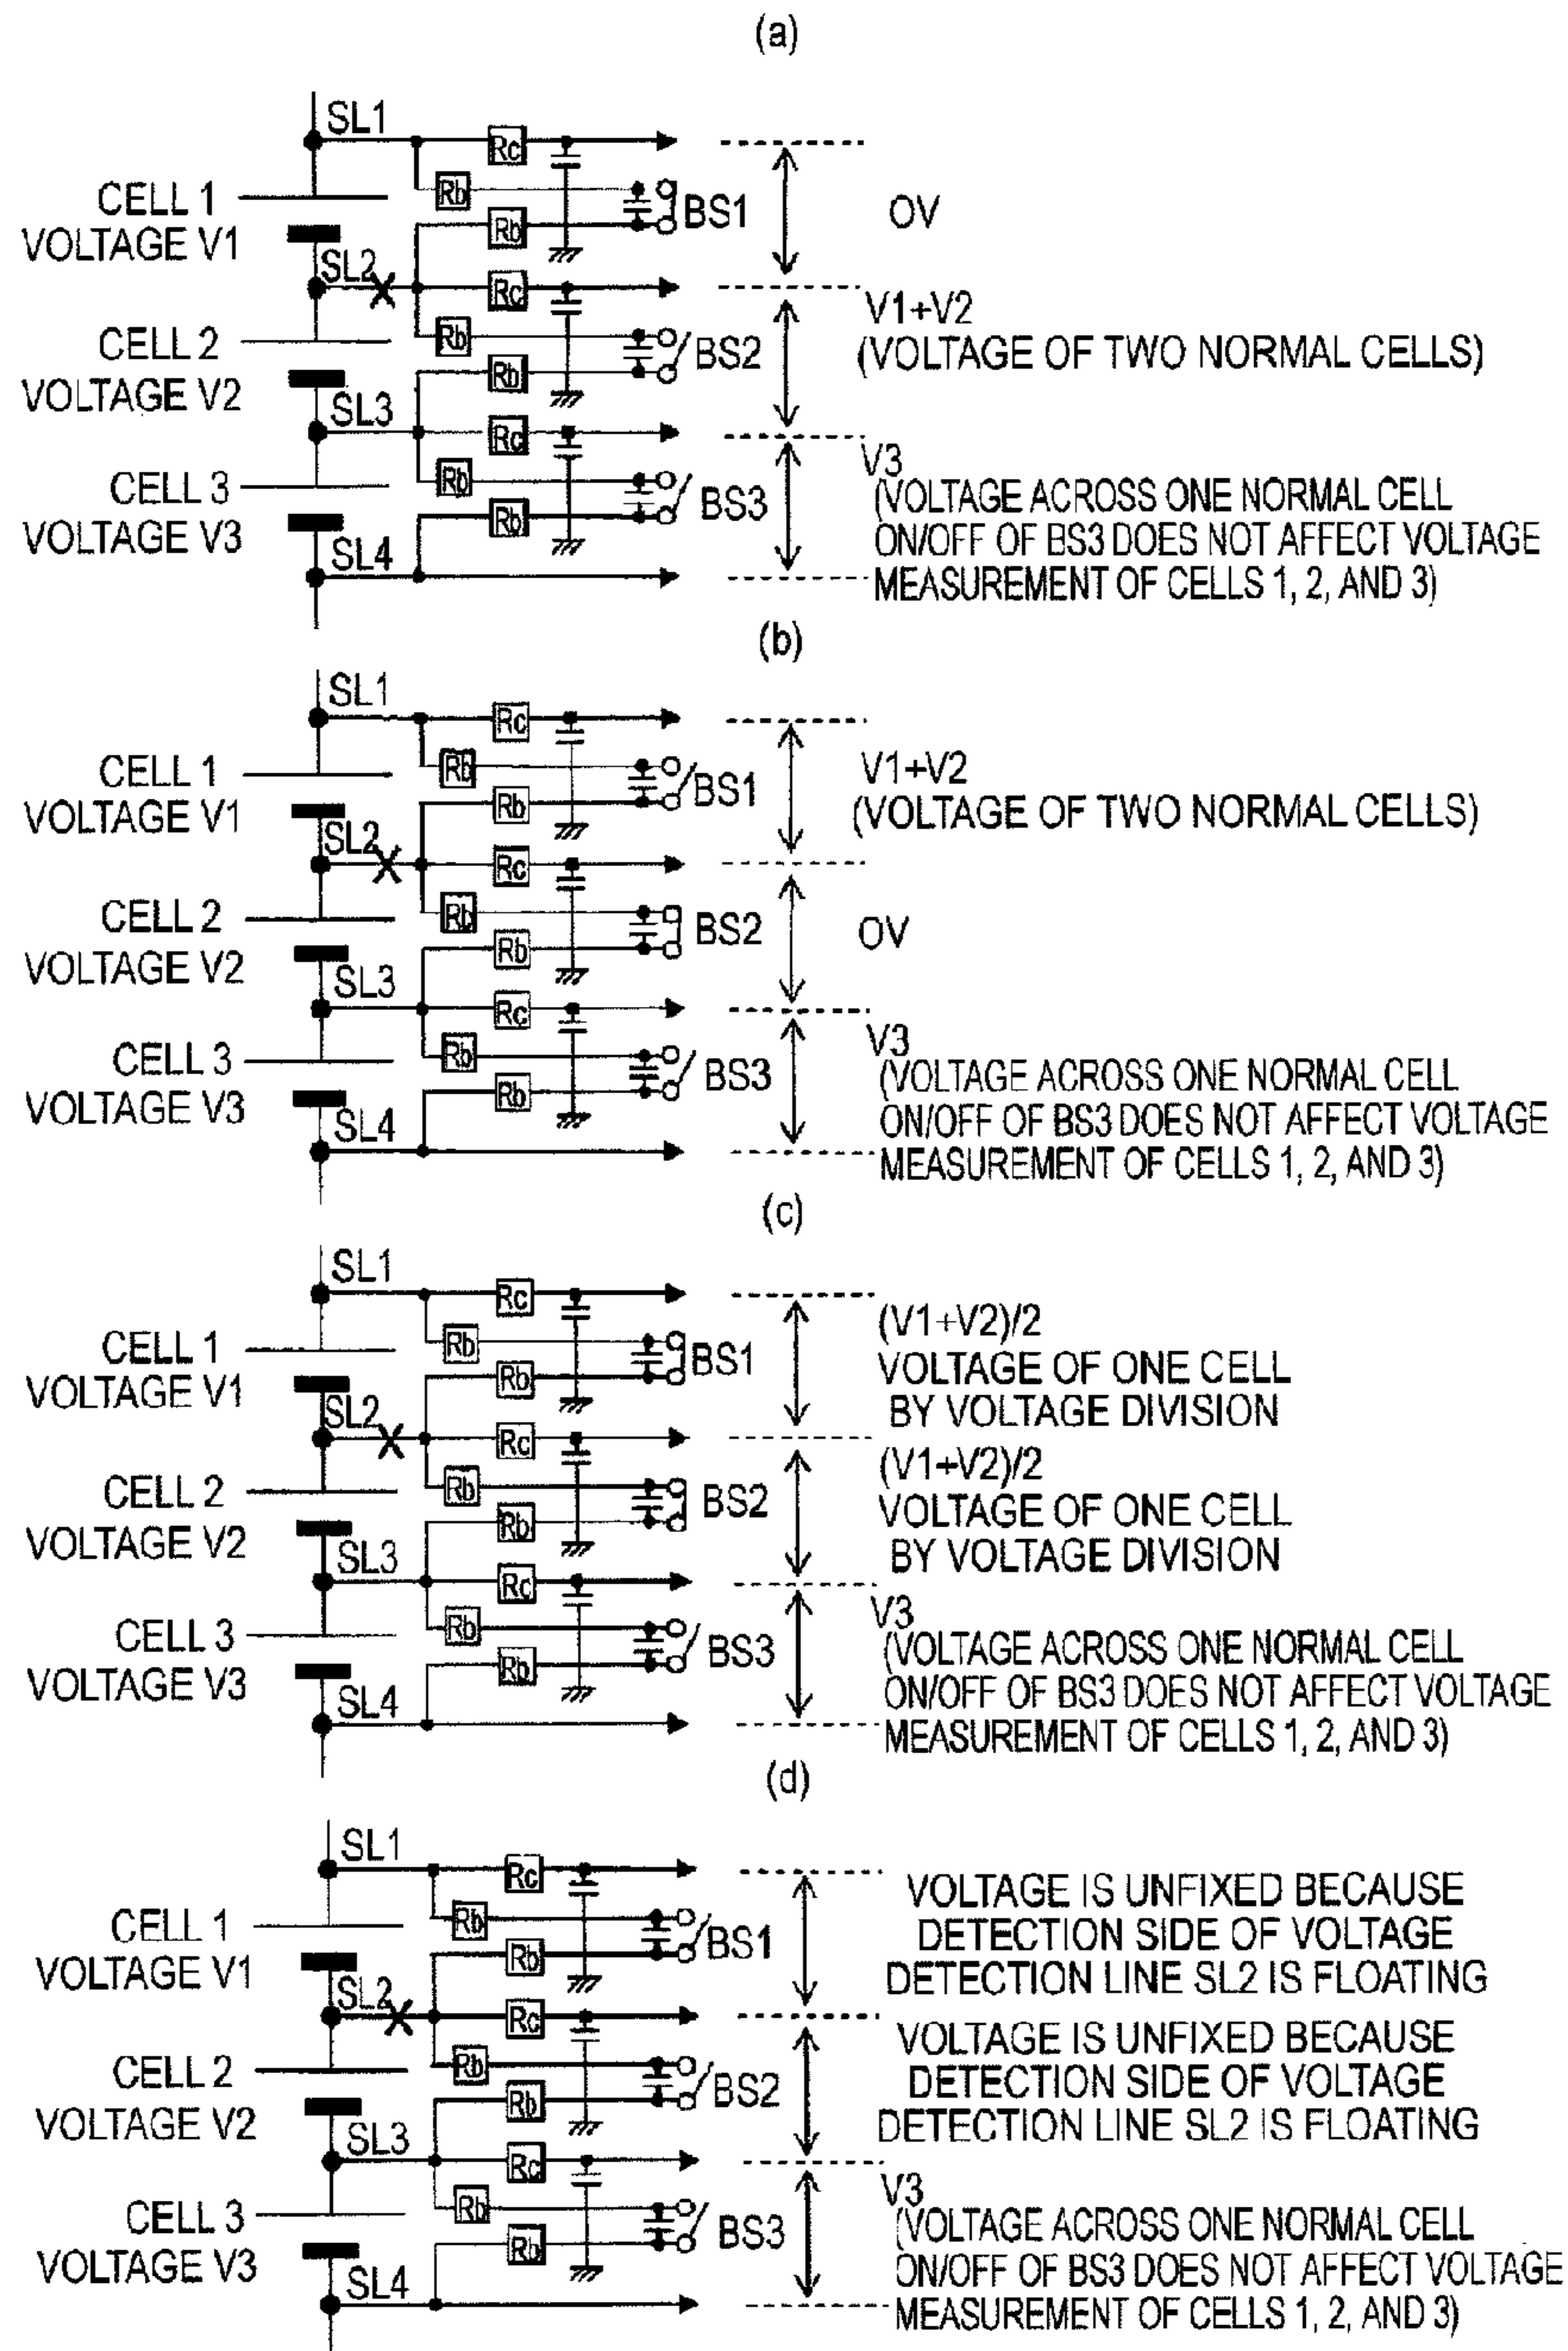 (a)
SL1
Rc
CELL 1
VOLTAGE V1
Rb
BS1
Rb
0V
SL2
Rc
V1+V2
(VOLTAGE OF TWO NORMAL CELLS)
CELL 2
VOLTAGE V2
Rb
BS2
Rb
SL3
Rc
V3
(VOLTAGE ACROSS ONE NORMAL CELL
ON/OFF OF BS3 DOES NOT AFFECT VOLTAGE
MEASUREMENT OF CELLS 1, 2, AND 3)
CELL 3
VOLTAGE V3
Rb
BS3
Rb
SL4
(b)
SL1
Rc
CELL 1
VOLTAGE V1
Rb
BS1
Rb
V1+V2
(VOLTAGE OF TWO NORMAL CELLS)
SL2
Rc
CELL 2
VOLTAGE V2
Rb
BS2
Rb
0V
SL3
Rc
CELL 3
VOLTAGE V3
Rb
BS3
Rb
V3
(VOLTAGE ACROSS ONE NORMAL CELL
ON/OFF OF BS3 DOES NOT AFFECT VOLTAGE
MEASUREMENT OF CELLS 1, 2, AND 3)
SL4
(c)
SL1
Rc
CELL 1
VOLTAGE V1
Rb
BS1
Rb
(V1+V2)/2
VOLTAGE OF ONE CELL
BY VOLTAGE DIVISION
SL2
Rc
CELL 2
VOLTAGE V2
Rb
BS2
Rb
(V1+V2)/2
VOLTAGE OF ONE CELL
BY VOLTAGE DIVISION
SL3
Rc
CELL 3
VOLTAGE V3
Rb
BS3
Rb
V3
(VOLTAGE ACROSS ONE NORMAL CELL
ON/OFF OF BS3 DOES NOT AFFECT VOLTAGE
MEASUREMENT OF CELLS 1, 2, AND 3)
SL4
(d)
SL1
Rc
CELL 1
VOLTAGE V1
Rb
BS1
Rb
VOLTAGE IS UNFIXED BECAUSE
DETECTION SIDE OF VOLTAGE
DETECTION LINE SL2 IS FLOATING
SL2
Rc
CELL 2
VOLTAGE V2
Rb
BS2
Rb
VOLTAGE IS UNFIXED BECAUSE
DETECTION SIDE OF VOLTAGE
DETECTION LINE SL2 IS FLOATING
SL3
Rc
CELL 3
VOLTAGE V3
Rb
BS3
Rb
V3
(VOLTAGE ACROSS ONE NORMAL CELL
ON/OFF OF BS3 DOES NOT AFFECT VOLTAGE
MEASUREMENT OF CELLS 1, 2, AND 3)
SL4